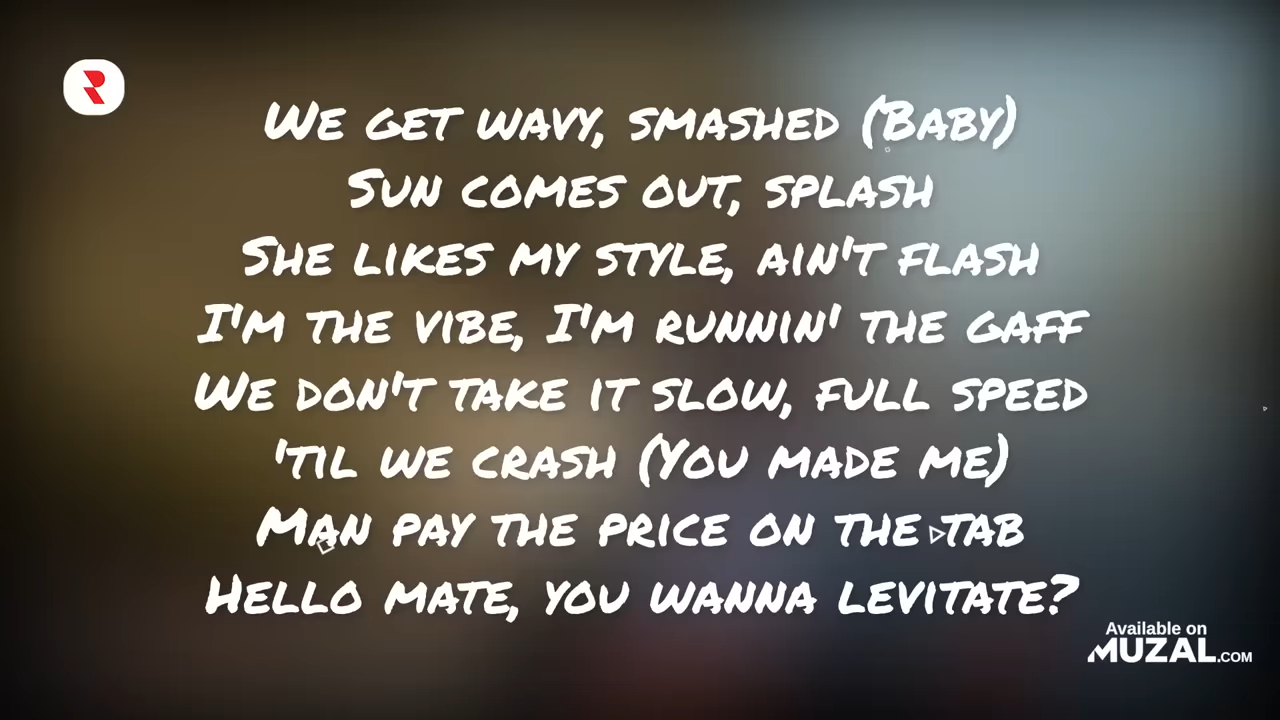 We get wavy, smashed (Baby)
Sun comes out, splash
She likes my style, ain't flash
I'm the vibe, I'm runnin' the gaff
We don't take it slow, full speed
'til we crash (You made me)
Man pay the price on the tab
Hello mate, you wanna levitate?
Available on
MUZAL.COM